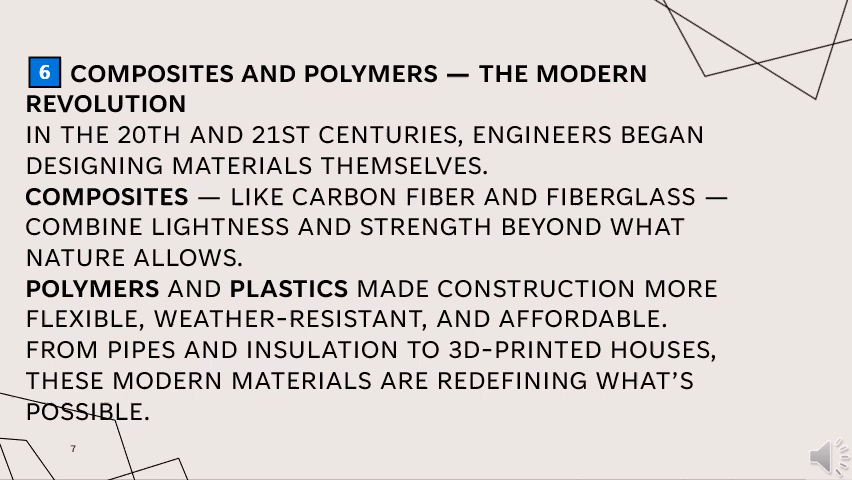 6 COMPOSITES AND POLYMERS — THE MODERN
REVOLUTION
IN THE 20TH AND 21ST CENTURIES, ENGINEERS BEGAN
DESIGNING MATERIALS THEMSELVES.
COMPOSITES — LIKE CARBON FIBER AND FIBERGLASS —
COMBINE LIGHTNESS AND STRENGTH BEYOND WHAT
NATURE ALLOWS.
POLYMERS AND PLASTICS MADE CONSTRUCTION MORE
FLEXIBLE, WEATHER-RESISTANT, AND AFFORDABLE.
FROM PIPES AND INSULATION TO 3D-PRINTED HOUSES,
THESE MODERN MATERIALS ARE REDEFINING WHAT’S
POSSIBLE.
7